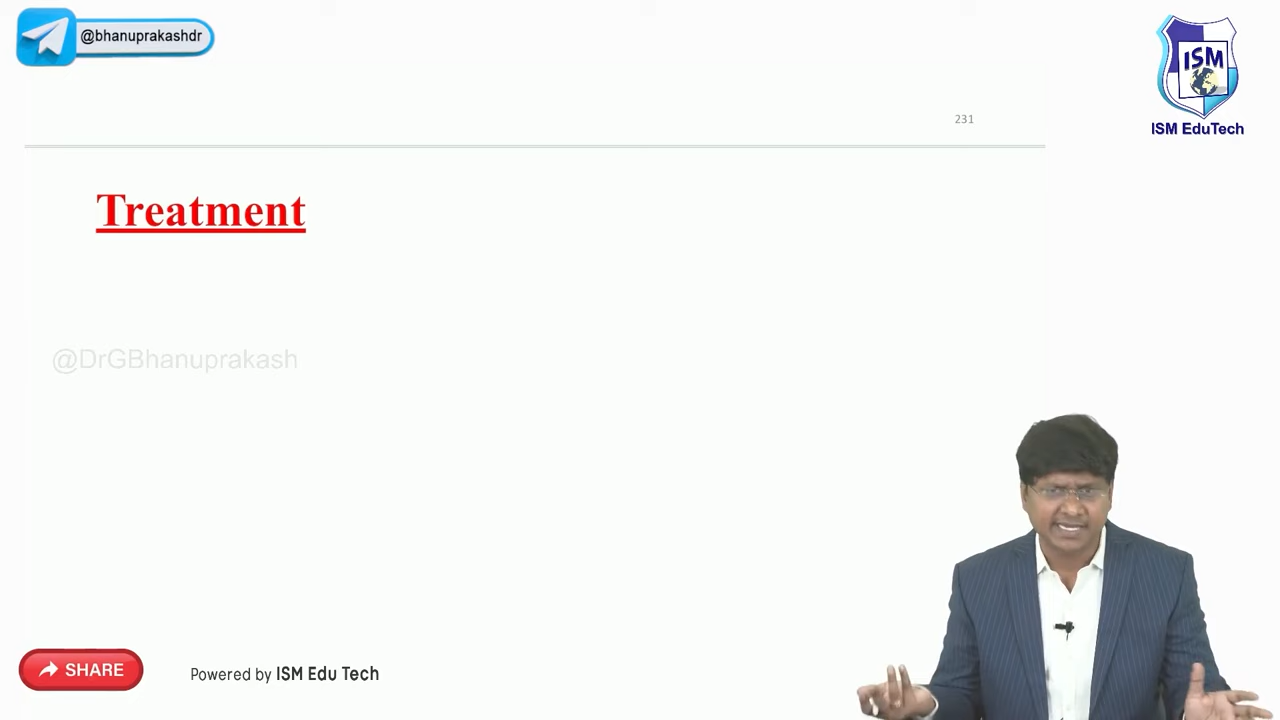 @bhanuprakashdr
ISM
ISM EduTech
231
Treatment
@DrGBhanuprakash
SHARE
Powered by ISM Edu Tech